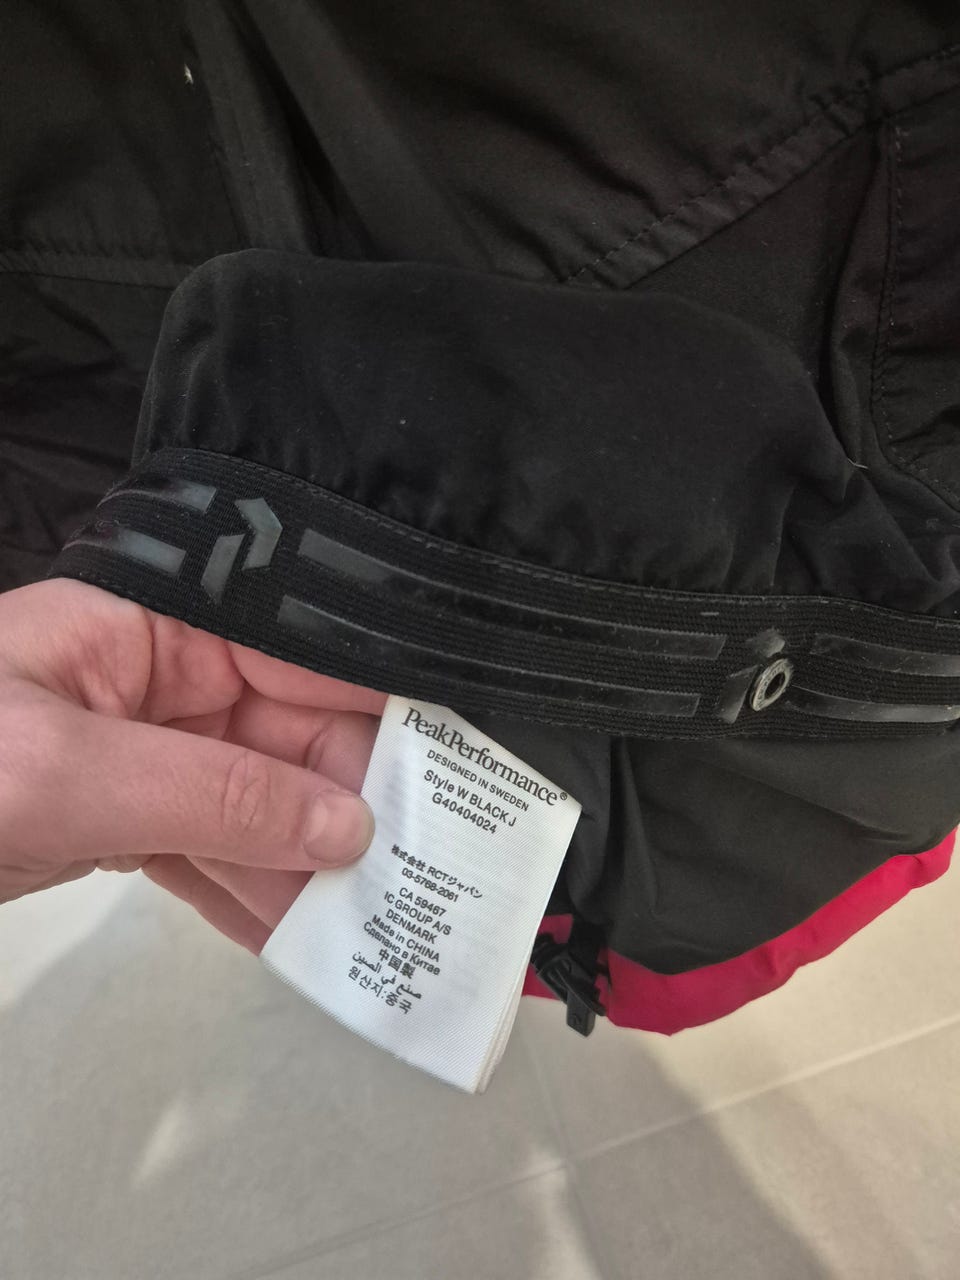 PeakPerformance®
DESIGNED IN SWEDEN
Style W BLACK J
G40404024
株式会社 RCTジャパン
03-5768-2061
CA 59467
IC GROUP A/S
DENMARK
Made in CHINA
Сделано в Китае
中国製
صنع في الصين
원산지:중국